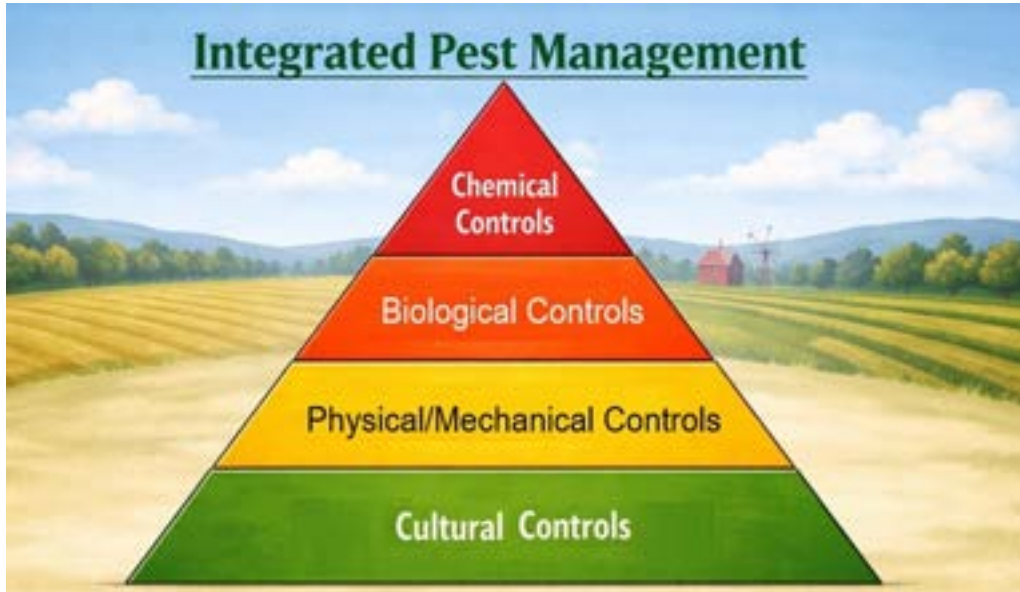 Integrated Pest Management
Chemical
Controls
Biological Controls
Physical/Mechanical Controls
Cultural Controls